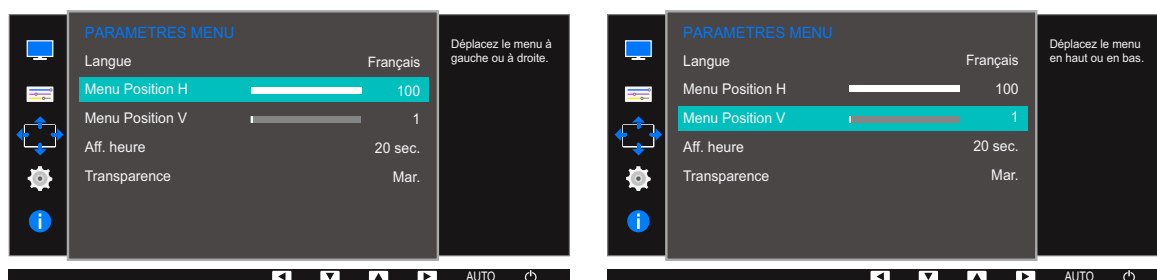 PARAMETRES MENU
Langue Français
Menu Position H 100
Menu Position V 1
Aff. heure 20 sec.
Transparence Mar.
Déplacez le menu à
gauche ou à droite.
AUTO
PARAMETRES MENU
Langue Français
Menu Position H 100
Menu Position V 1
Aff. heure 20 sec.
Transparence Mar.
Déplacez le menu
en haut ou en bas.
AUTO